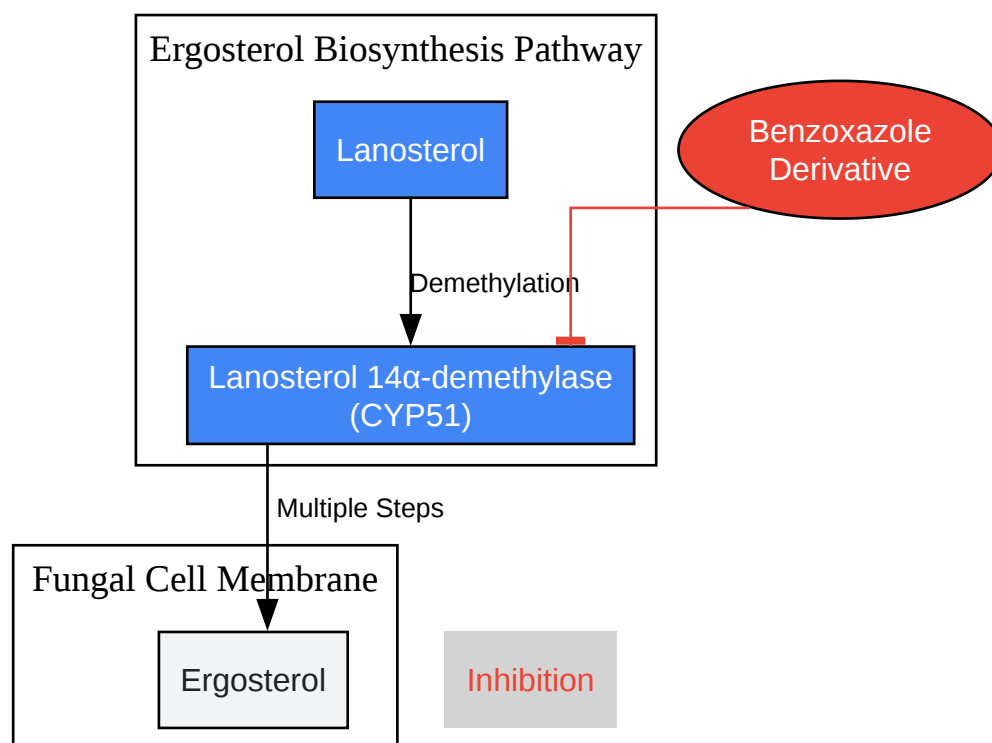 Ergosterol Biosynthesis Pathway
Lanosterol
Benzoxazole
Derivative
Demethylation
Lanosterol 14α-demethylase
(CYP51)
Multiple Steps
Fungal Cell Membrane
Ergosterol
Inhibition